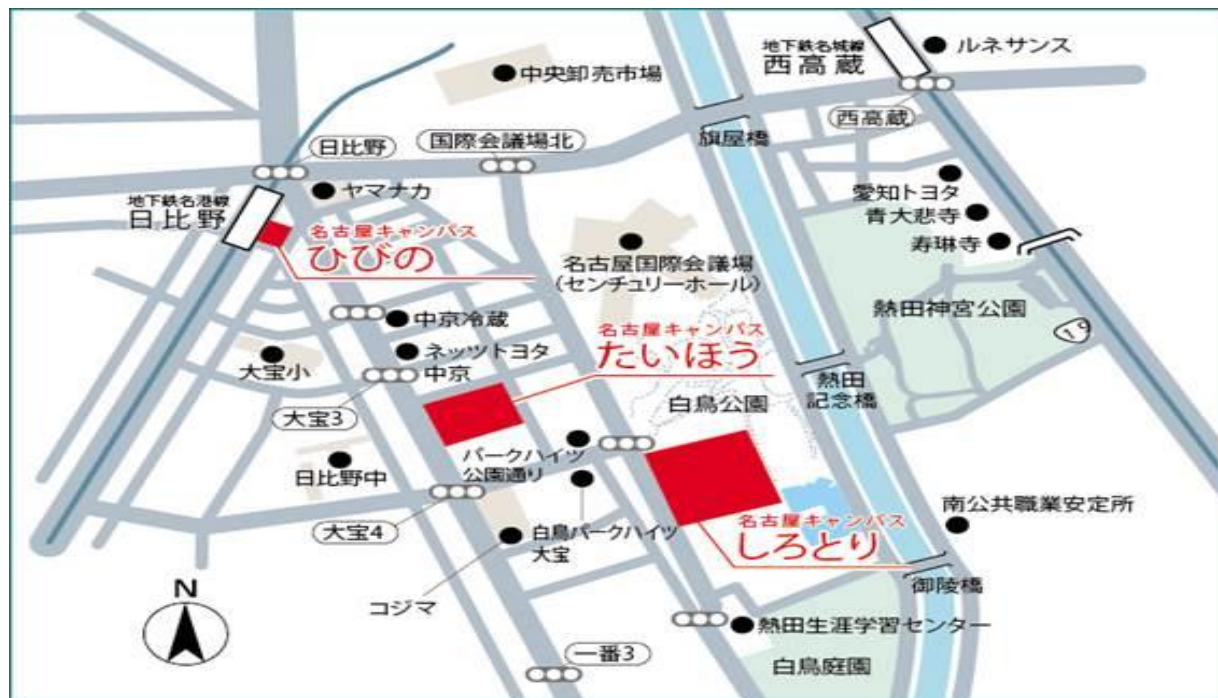 地下鉄名城線
西高蔵
ルネサンス
中央卸売市場
西高蔵
旗屋橋
国際会議場北
日比野
ヤマナカ
地下鉄名港線
日比野
名古屋キャンパス
ひびの
愛知トヨタ
青大悲寺
寿琳寺
名古屋国際会議場
(センチュリーホール)
熱田神宮公園
19
中京冷蔵
ネッツトヨタ
中京
大宝小
名古屋キャンパス
たいほう
熱田
記念橋
白鳥公園
大宝3
パークハイツ
公園通り
日比野中
大宝4
白鳥パークハイツ
大宝
名古屋キャンパス
しろとり
南公共職業安定所
御陵橋
コジマ
N
熱田生涯学習センター
一番3
白鳥庭園